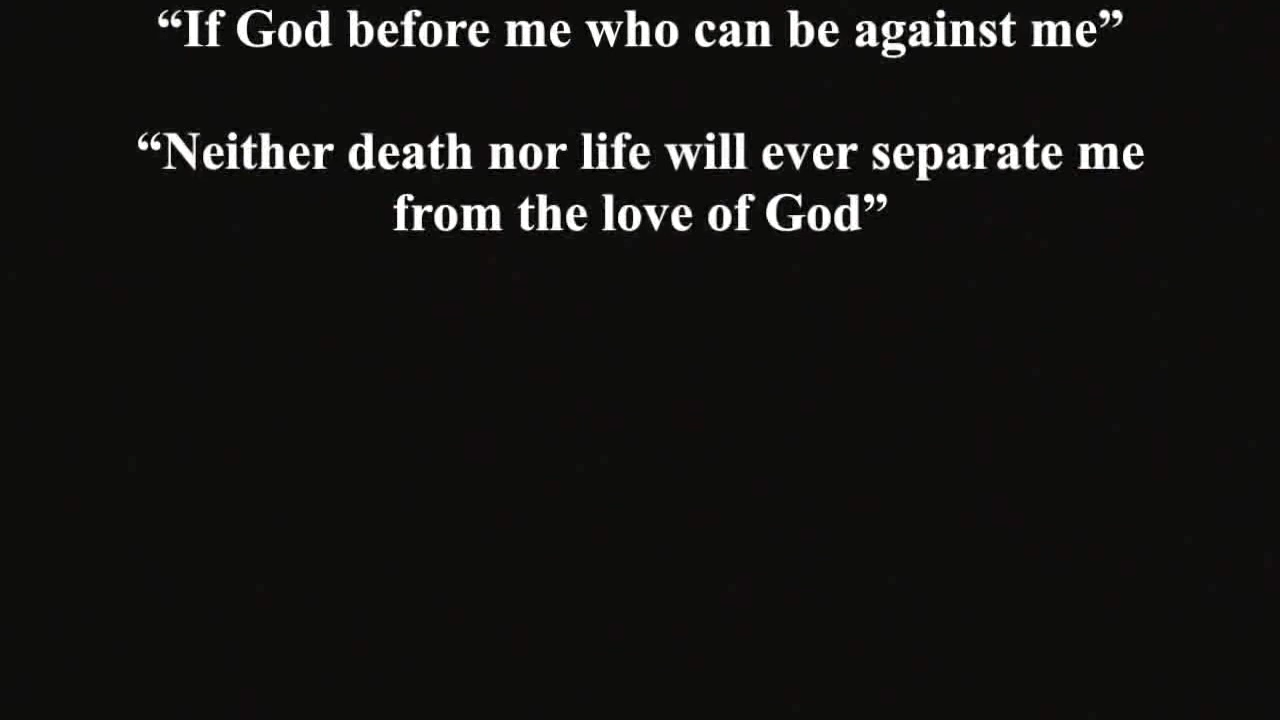 “If God before me who can be against me”
“Neither death nor life will ever separate me
from the love of God”